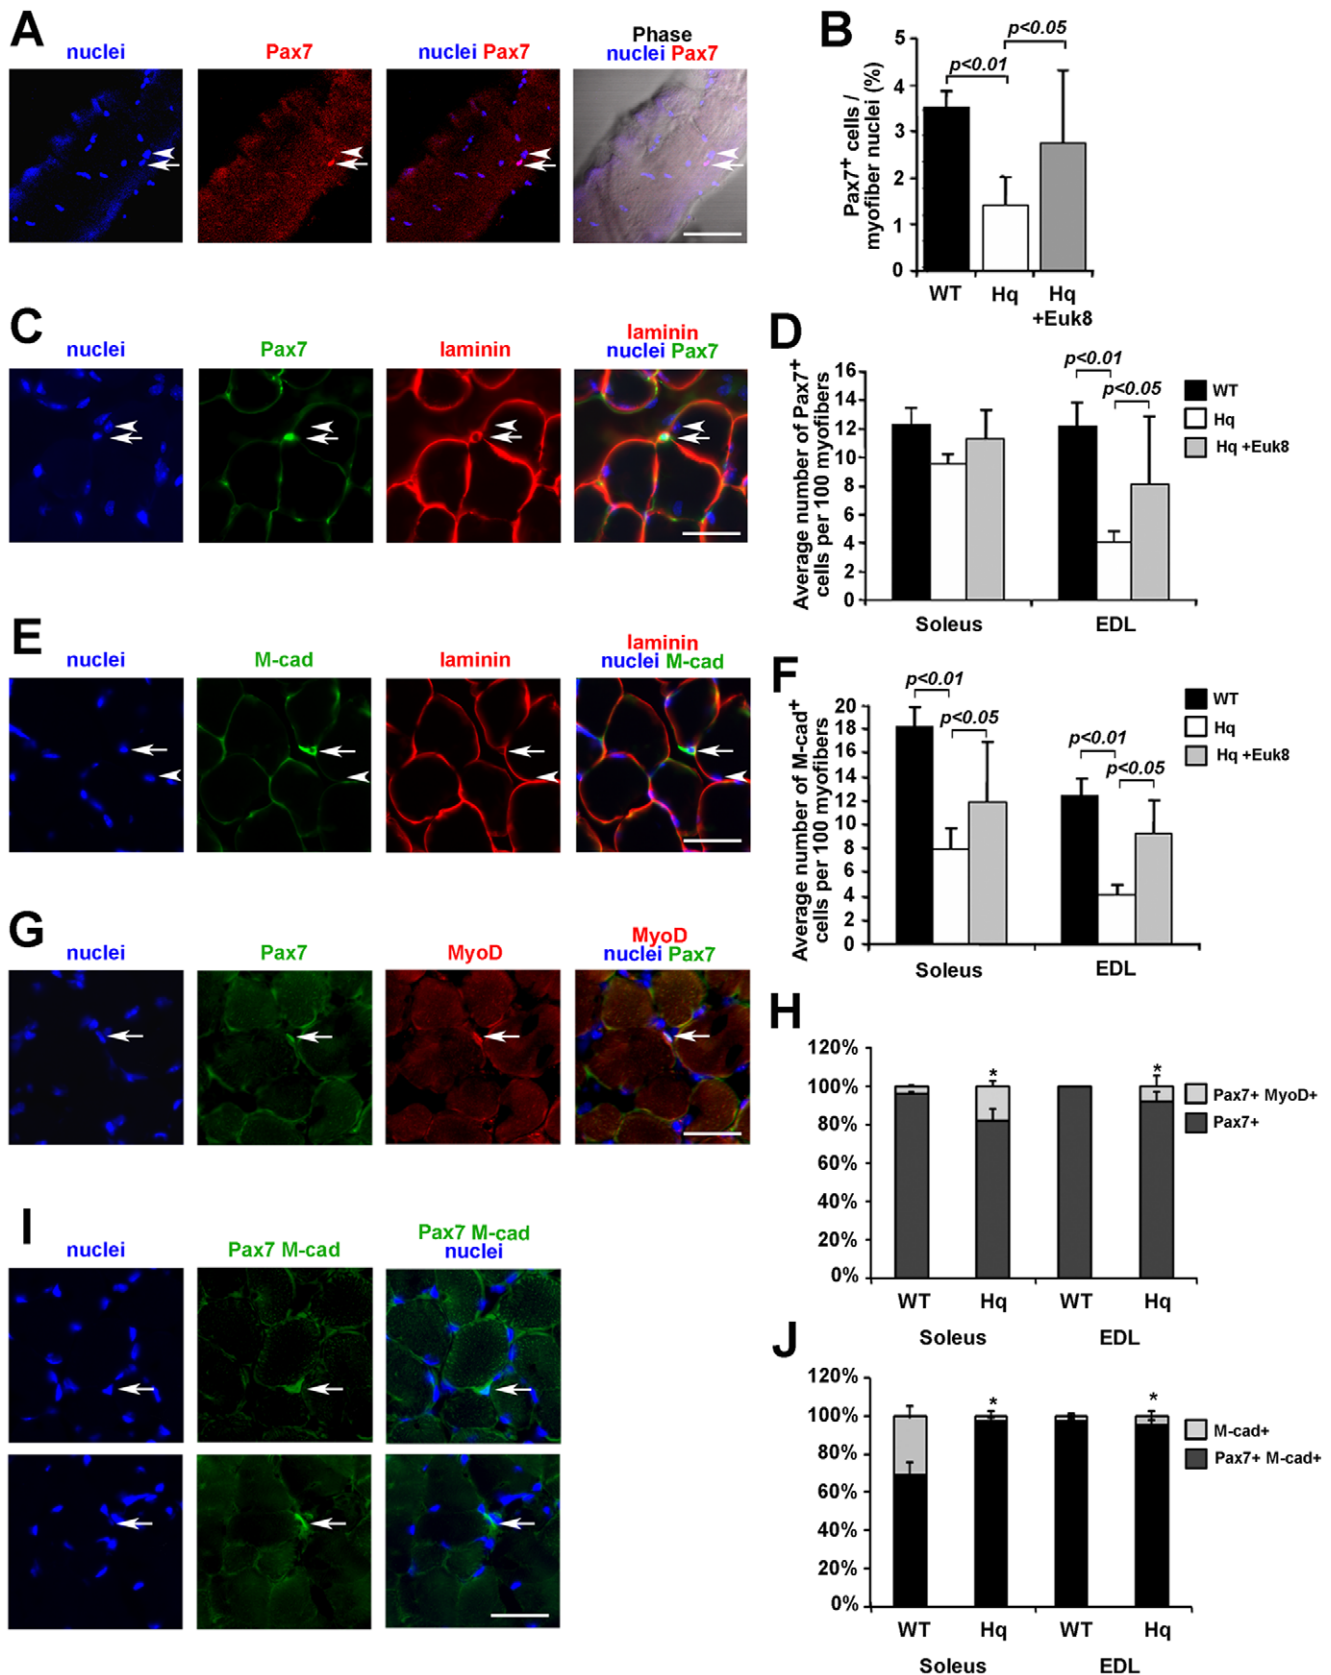 A
nuclei
Pax7
nuclei Pax7
Phase
nuclei Pax7
B
p<0.05
p<0.01
Pax7+ cells /
myofiber nuclei (%)
5
4
3
2
1
0
WT
Hq
Hq
+Euk8
C
nuclei
Pax7
laminin
laminin
nuclei Pax7
D
p<0.01
p<0.05
Average number of Pax7+
cells per 100 myofibers
16
14
12
10
8
6
4
2
0
Soleus
EDL
WT
Hq
Hq +Euk8
E
nuclei
M-cad
laminin
laminin
nuclei M-cad
F
p<0.01
p<0.05
p<0.01
p<0.05
Average number of M-cad+
cells per 100 myofibers
20
18
16
14
12
10
8
6
4
2
0
Soleus
EDL
WT
Hq
Hq +Euk8
G
nuclei
Pax7
MyoD
MyoD
nuclei Pax7
H
120%
100%
80%
60%
40%
20%
0%
*
*
WT
Hq
WT
Hq
Soleus
EDL
Pax7+ MyoD+
Pax7+
I
nuclei
Pax7 M-cad
Pax7 M-cad
nuclei
J
120%
100%
80%
60%
40%
20%
0%
*
*
WT
Hq
WT
Hq
Soleus
EDL
M-cad+
Pax7+ M-cad+